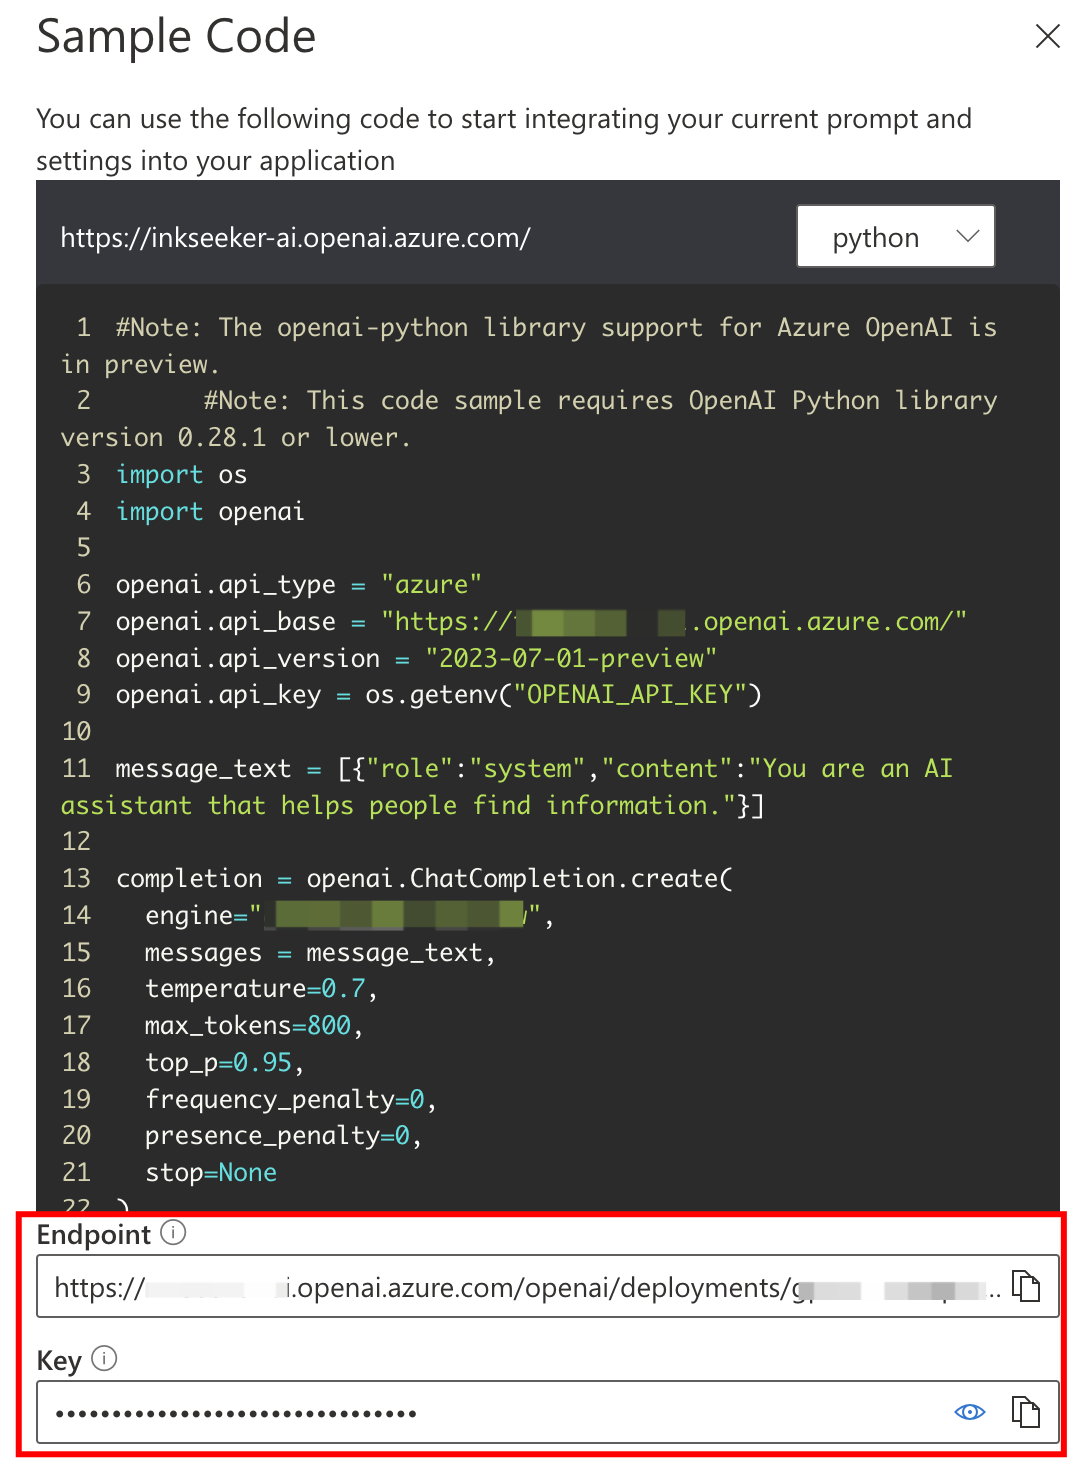 Sample Code
You can use the following code to start integrating your current prompt and
settings into your application
https://inkseeker-ai.openai.azure.com/
python
1 #Note: The openai-python library support for Azure OpenAI is
in preview.
2 #Note: This code sample requires OpenAI Python library
version 0.28.1 or lower.
3 import os
4 import openai
5
6 openai.api_type = "azure"
7 openai.api_base = "https:// .openai.azure.com/"
8 openai.api_version = "2023-07-01-preview"
9 openai.api_key = os.getenv("OPENAI_API_KEY")
10
11 message_text = [{"role":"system","content":"You are an AI
assistant that helps people find information."}]
12
13 completion = openai.ChatCompletion.create(
14 engine=" ",
15 messages = message_text,
16 temperature=0.7,
17 max_tokens=800,
18 top_p=0.95,
19 frequency_penalty=0,
20 presence_penalty=0,
21 stop=None
22 )
Endpoint
https:// i.openai.azure.com/openai/deployments/ ..
Key
••••••••••••••••••••••••••••••••